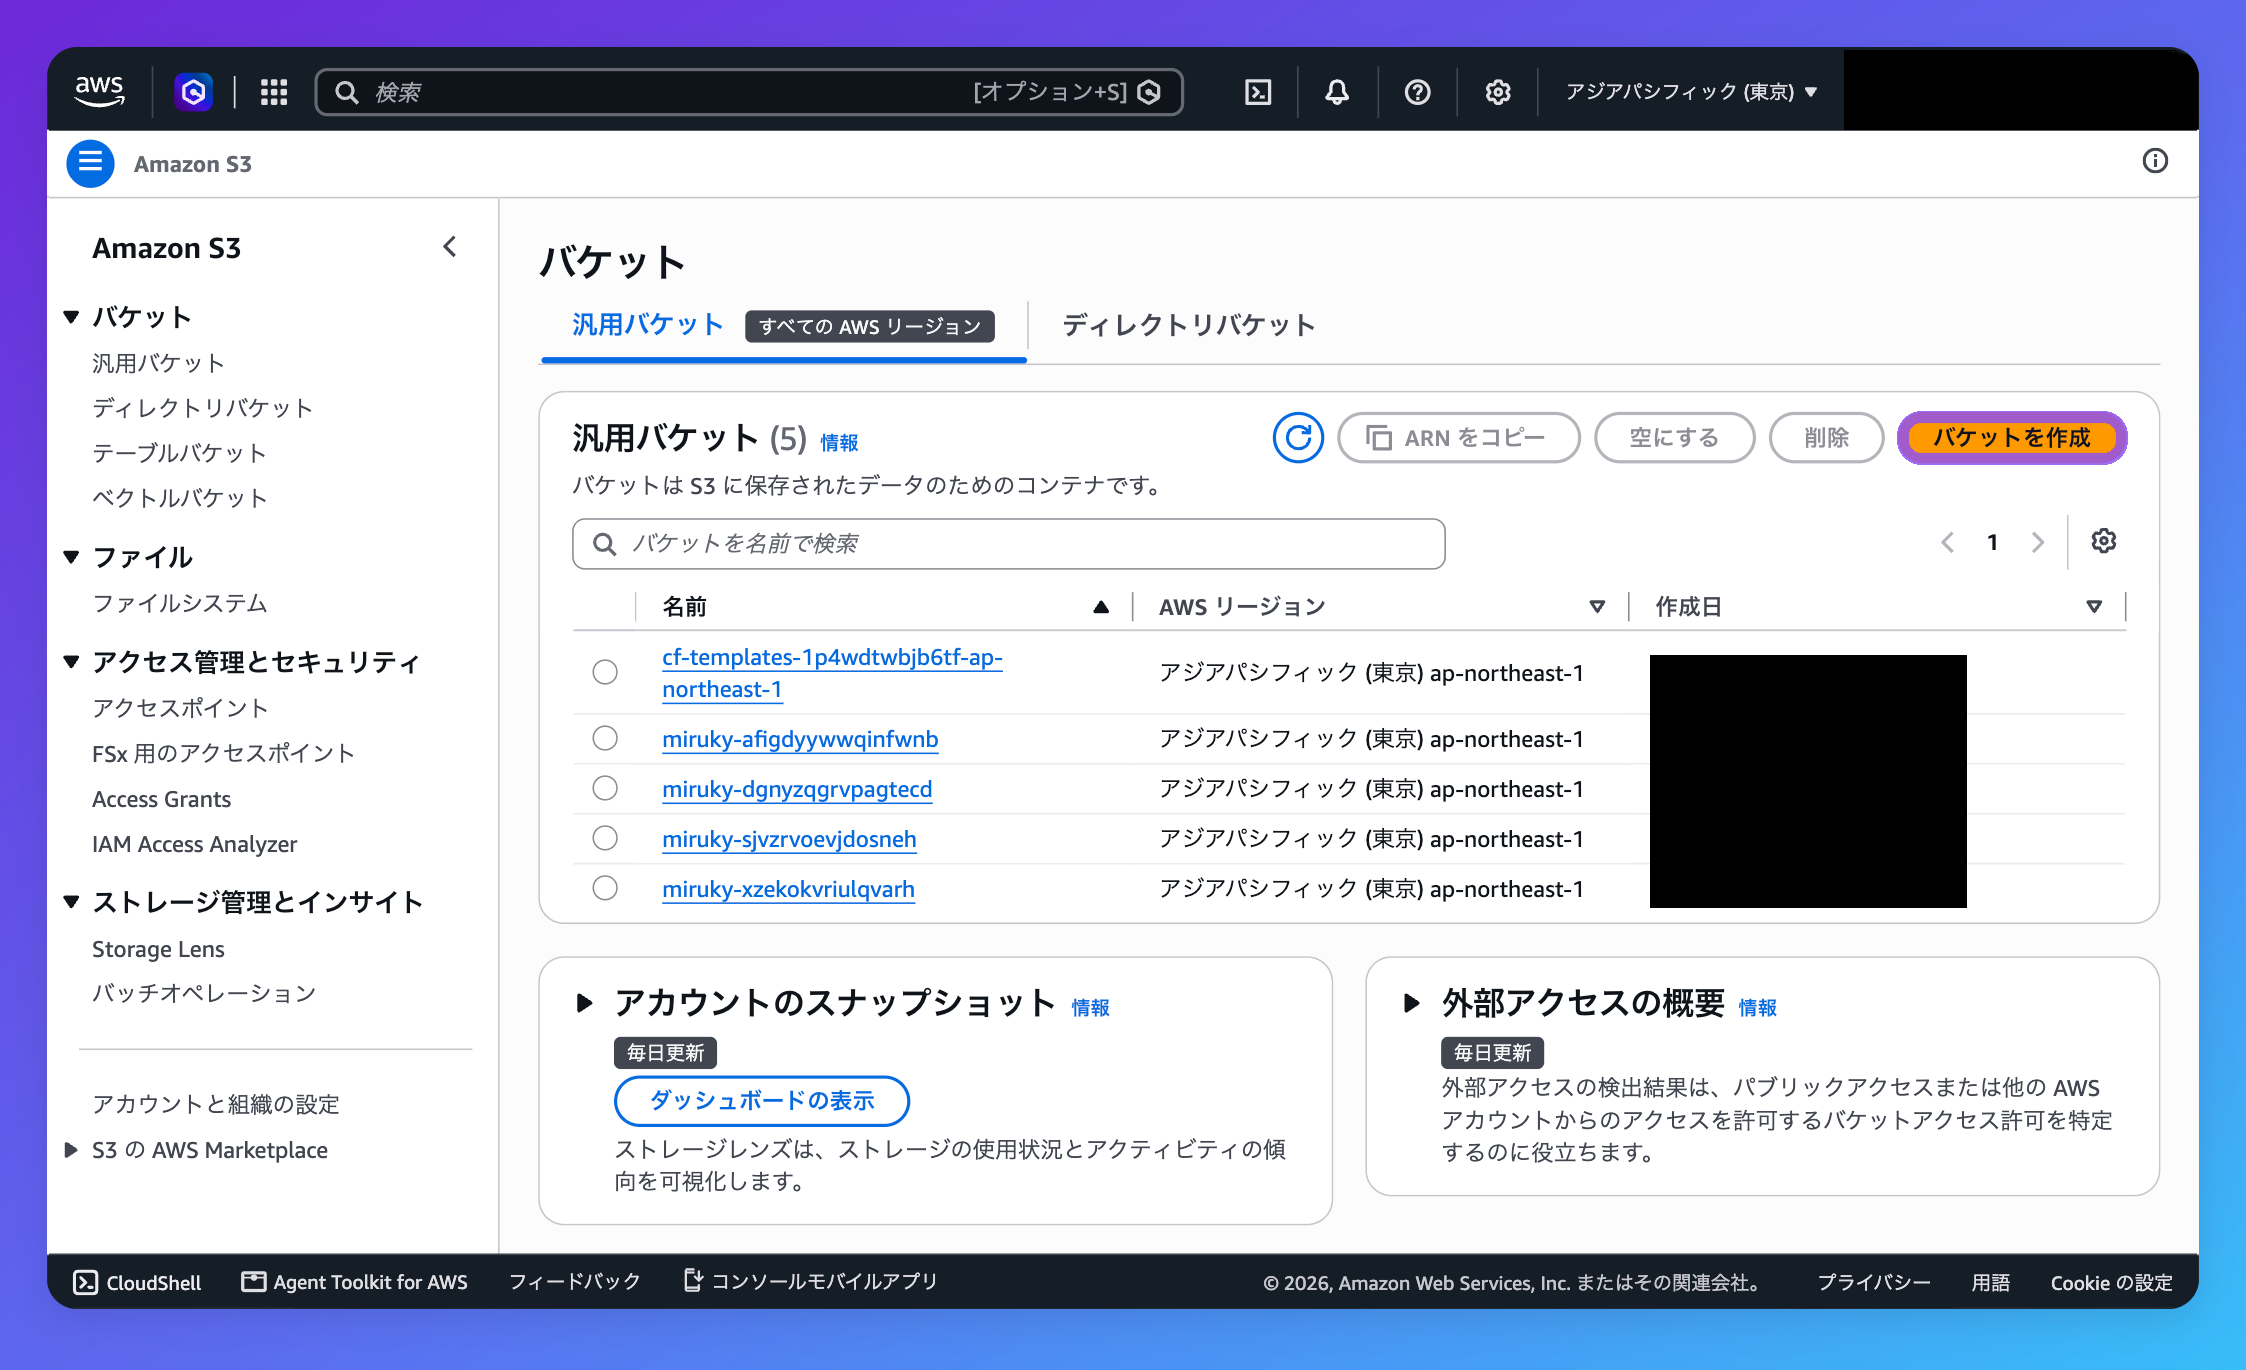 aws
検索
[オプション+S]
アジアパシフィック (東京) ▼
Amazon S3
Amazon S3
バケット
汎用バケット
ディレクトリバケット
テーブルバケット
ベクトルバケット
ファイル
ファイルシステム
アクセス管理とセキュリティ
アクセスポイント
FSx 用のアクセスポイント
Access Grants
IAM Access Analyzer
ストレージ管理とインサイト
Storage Lens
バッチオペレーション
アカウントと組織の設定
S3 の AWS Marketplace
バケット
汎用バケット すべての AWS リージョン ディレクトリバケット
汎用バケット (5) 情報
ARN をコピー 空にする 削除 バケットを作成
バケットは S3 に保存されたデータのためのコンテナです。
バケットを名前で検索
1
名前 AWS リージョン 作成日
cf-templates-1p4wdtwbjb6tf-ap-
northeast-1
アジアパシフィック (東京) ap-northeast-1
miruky-afigdyywwqinfwnb アジアパシフィック (東京) ap-northeast-1
miruky-dgnyzqgrvpagtecd アジアパシフィック (東京) ap-northeast-1
miruky-sjvzrvoevjdosneh アジアパシフィック (東京) ap-northeast-1
miruky-xzekokvriulqvarh アジアパシフィック (東京) ap-northeast-1
アカウントのスナップショット 情報
毎日更新
ダッシュボードの表示
ストレージレンズは、ストレージの使用状況とアクティビティの傾
向を可視化します。
外部アクセスの概要 情報
毎日更新
外部アクセスの検出結果は、パブリックアクセスまたは他の AWS
アカウントからのアクセスを許可するバケットアクセス許可を特定
するのに役立ちます。
CloudShell Agent Toolkit for AWS フィードバック コンソールモバイルアプリ © 2026, Amazon Web Services, Inc. またはその関連会社。 プライバシー 用語 Cookie の設定